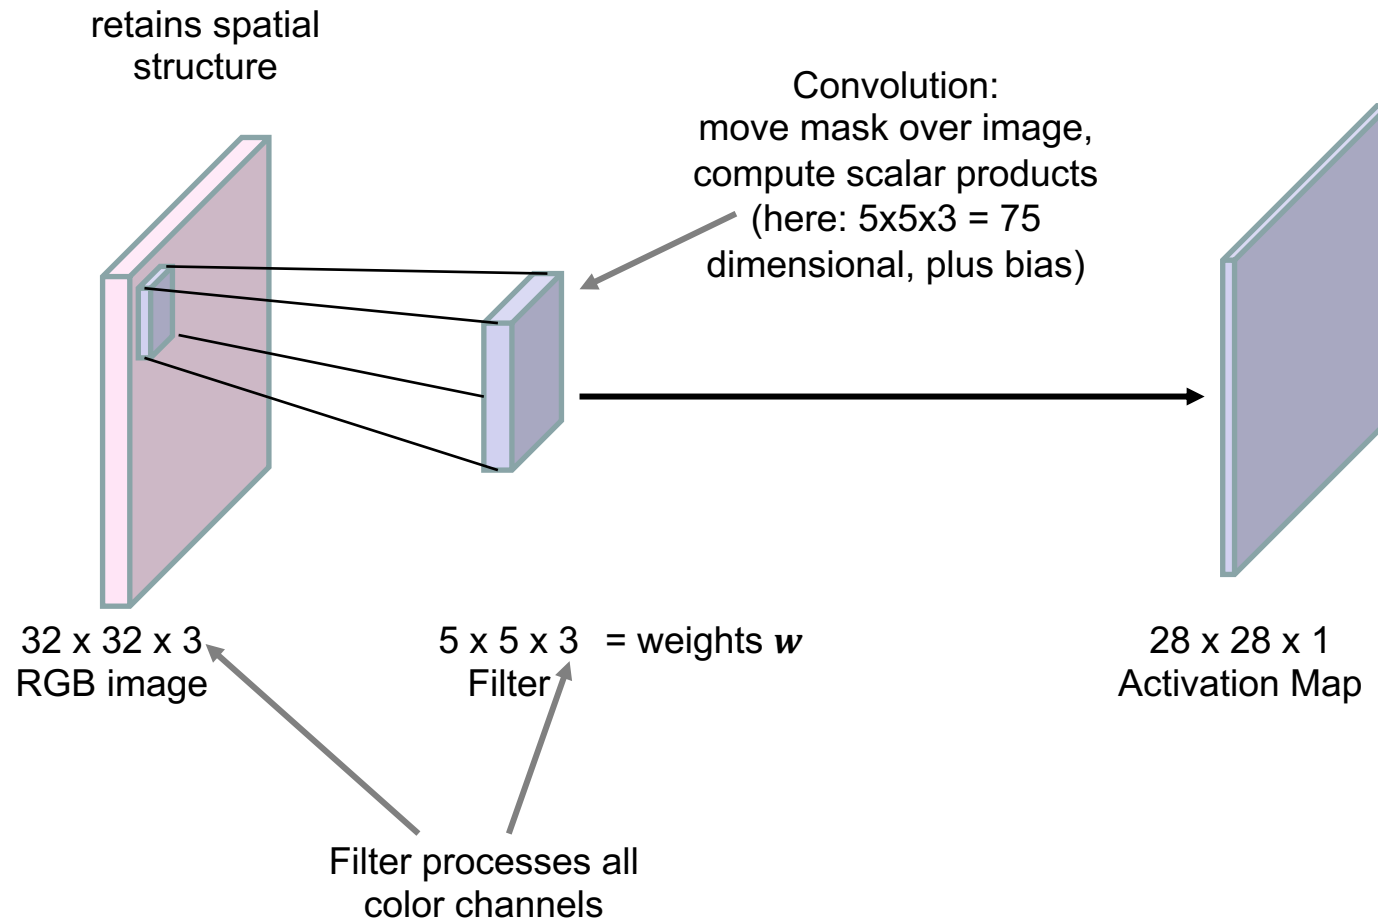 retains spatial
structure
Convolution:
move mask over image,
compute scalar products
(here: 5x5x3 = 75
dimensional, plus bias)
32 x 32 x 3
RGB image
5 x 5 x 3 = weights w
Filter
28 x 28 x 1
Activation Map
Filter processes all
color channels